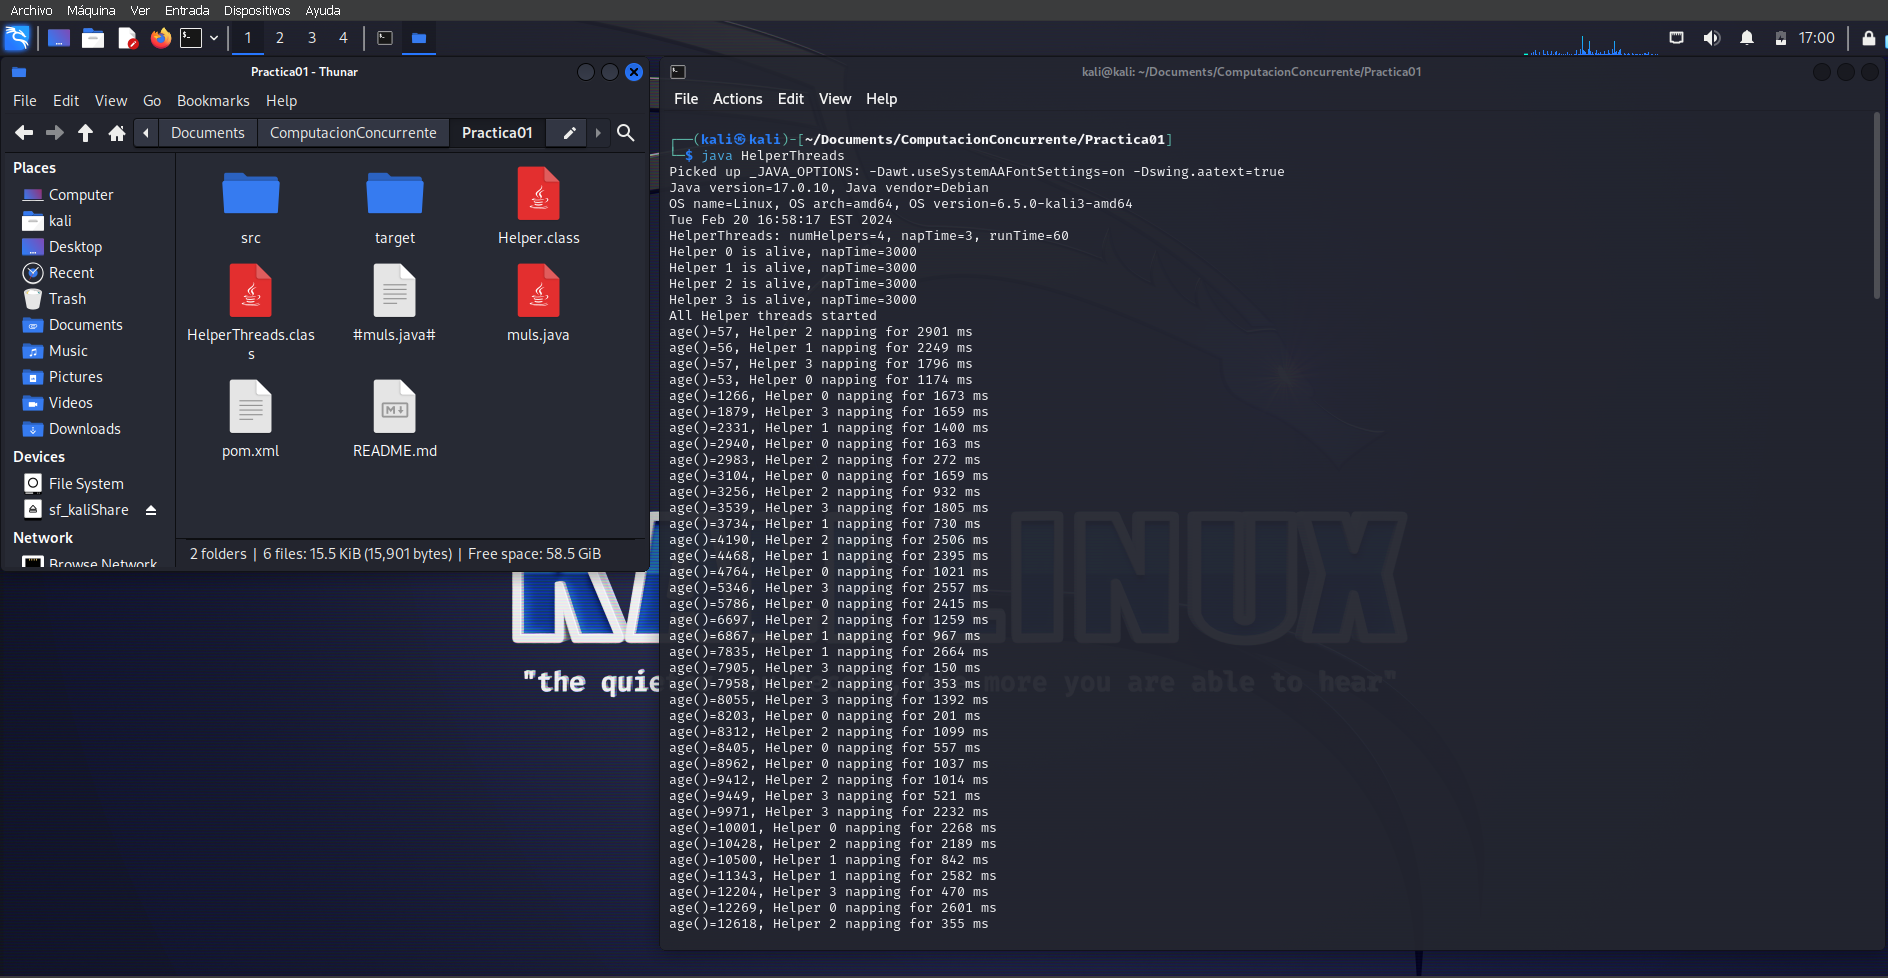 Archivo Máquina Ver Entrada Dispositivos Ayuda
1 2 3 4
17:00
Practica01 - Thunar
File Edit View Go Bookmarks Help
Documents ComputacionConcurrente Practica01
Places
Computer
kali
Desktop
Recent
Trash
Documents
Music
Pictures
Videos
Downloads
Devices
File System
sf_kaliShare
Network
Browse Network
src
target
Helper.class
HelperThreads.clas
s
#muls.java#
muls.java
pom.xml
README.md
2 folders | 6 files: 15.5 KiB (15,901 bytes) | Free space: 58.5 GiB
kali@kali: ~/Documents/ComputacionConcurrente/Practica01
File Actions Edit View Help
┌──(kali㉿kali)-[~/Documents/ComputacionConcurrente/Practica01]
└─$ java HelperThreads
Picked up _JAVA_OPTIONS: -Dawt.useSystemAAFontSettings=on -Dswing.aatext=true
Java version=17.0.10, Java vendor=Debian
OS name=Linux, OS arch=amd64, OS version=6.5.0-kali3-amd64
Tue Feb 20 16:58:17 EST 2024
HelperThreads: numHelpers=4, napTime=3, runTime=60
Helper 0 is alive, napTime=3000
Helper 1 is alive, napTime=3000
Helper 2 is alive, napTime=3000
Helper 3 is alive, napTime=3000
All Helper threads started
age()=57, Helper 2 napping for 2901 ms
age()=56, Helper 1 napping for 2249 ms
age()=57, Helper 3 napping for 1796 ms
age()=53, Helper 0 napping for 1174 ms
age()=1266, Helper 0 napping for 1673 ms
age()=1879, Helper 3 napping for 1659 ms
age()=2331, Helper 1 napping for 1400 ms
age()=2940, Helper 0 napping for 163 ms
age()=2983, Helper 2 napping for 272 ms
age()=3104, Helper 0 napping for 1659 ms
age()=3256, Helper 2 napping for 932 ms
age()=3539, Helper 3 napping for 1805 ms
age()=3734, Helper 1 napping for 730 ms
age()=4190, Helper 2 napping for 2506 ms
age()=4468, Helper 1 napping for 2395 ms
age()=4764, Helper 0 napping for 1021 ms
age()=5346, Helper 3 napping for 2557 ms
age()=5786, Helper 0 napping for 2415 ms
age()=6697, Helper 2 napping for 1259 ms
age()=6867, Helper 1 napping for 967 ms
age()=7835, Helper 1 napping for 2664 ms
age()=7905, Helper 3 napping for 150 ms
age()=7958, Helper 2 napping for 353 ms
age()=8055, Helper 3 napping for 1392 ms
age()=8203, Helper 0 napping for 201 ms
age()=8312, Helper 2 napping for 1099 ms
age()=8405, Helper 0 napping for 557 ms
age()=8962, Helper 0 napping for 1037 ms
age()=9412, Helper 2 napping for 1014 ms
age()=9449, Helper 3 napping for 521 ms
age()=9971, Helper 3 napping for 2232 ms
age()=10001, Helper 0 napping for 2268 ms
age()=10428, Helper 2 napping for 2189 ms
age()=10500, Helper 1 napping for 842 ms
age()=11343, Helper 1 napping for 2582 ms
age()=12204, Helper 3 napping for 470 ms
age()=12269, Helper 0 napping for 2601 ms
age()=12618, Helper 2 napping for 355 ms
LINUX
"the more you are able to hear"